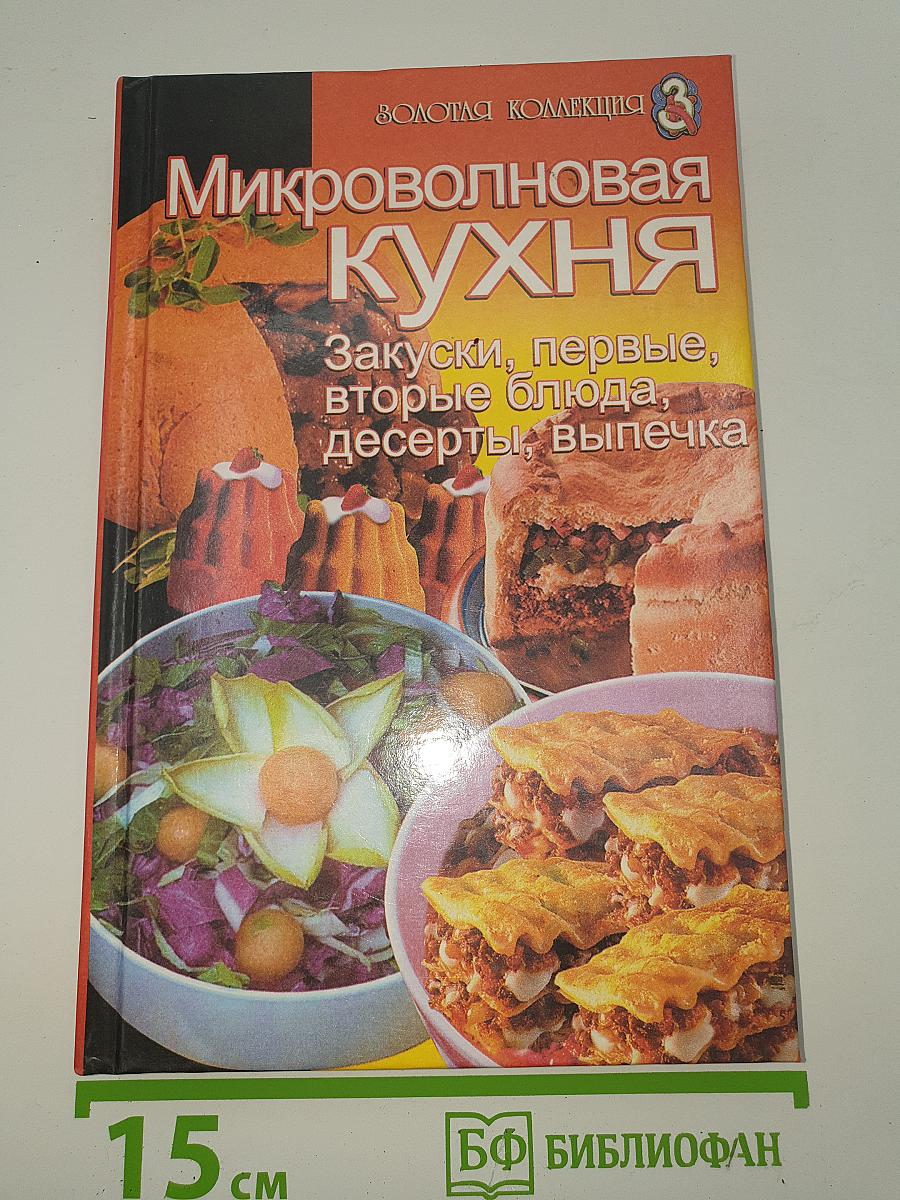 ЗОЛОТАЯ КОЛЛЕКЦИЯ
З
Микроволновая
кухня
Закуски, первые,
вторые блюда,
десерты, выпечка
15 см
БФ БИБЛИОФАН